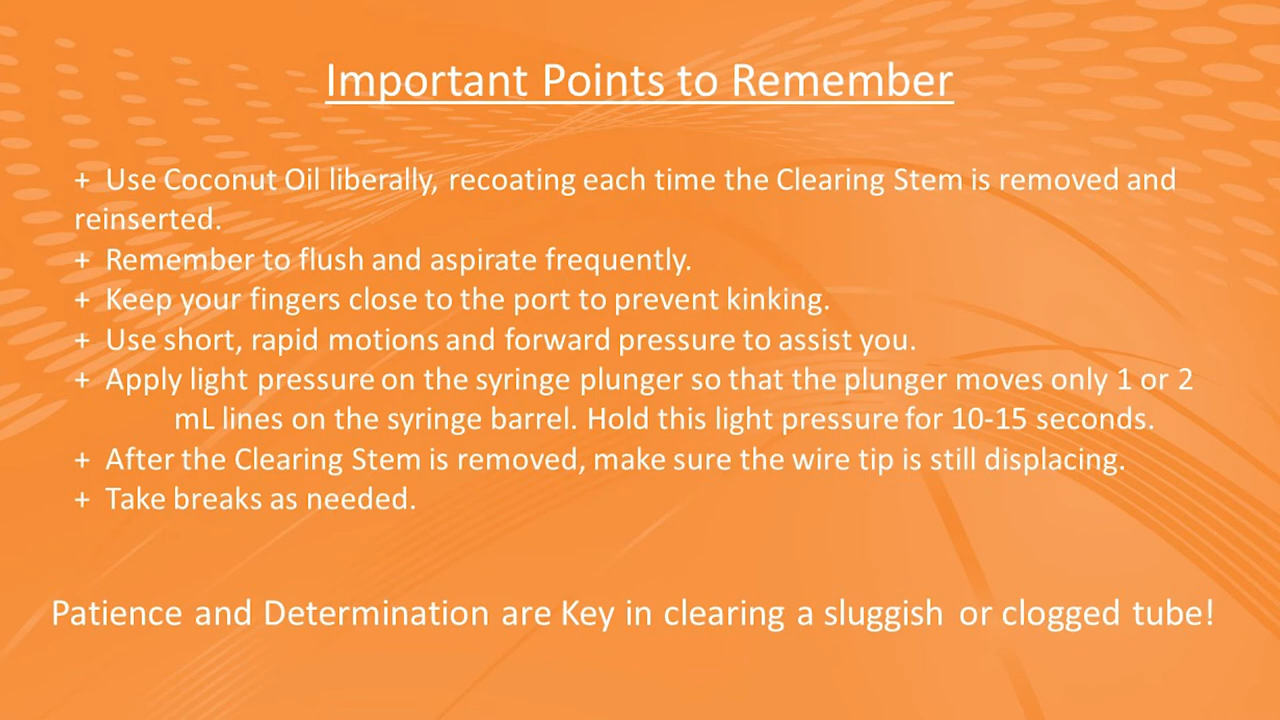 Important Points to Remember
+ Use Coconut Oil liberally, recoating each time the Clearing Stem is removed and
reinserted.
+ Remember to flush and aspirate frequently.
+ Keep your fingers close to the port to prevent kinking.
+ Use short, rapid motions and forward pressure to assist you.
+ Apply light pressure on the syringe plunger so that the plunger moves only 1 or 2
mL lines on the syringe barrel. Hold this light pressure for 10-15 seconds.
+ After the Clearing Stem is removed, make sure the wire tip is still displacing.
+ Take breaks as needed.
Patience and Determination are Key in clearing a sluggish or clogged tube!